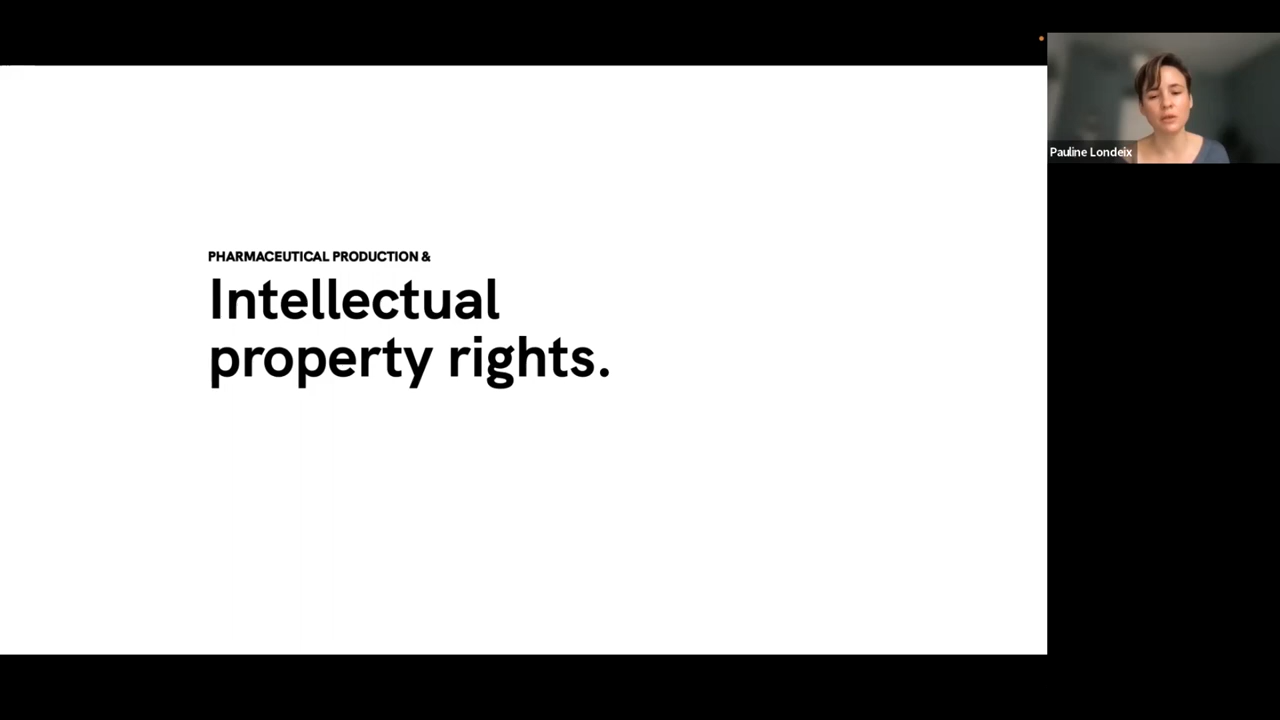 PHARMACEUTICAL PRODUCTION &
Intellectual
property rights.
Pauline Londeix